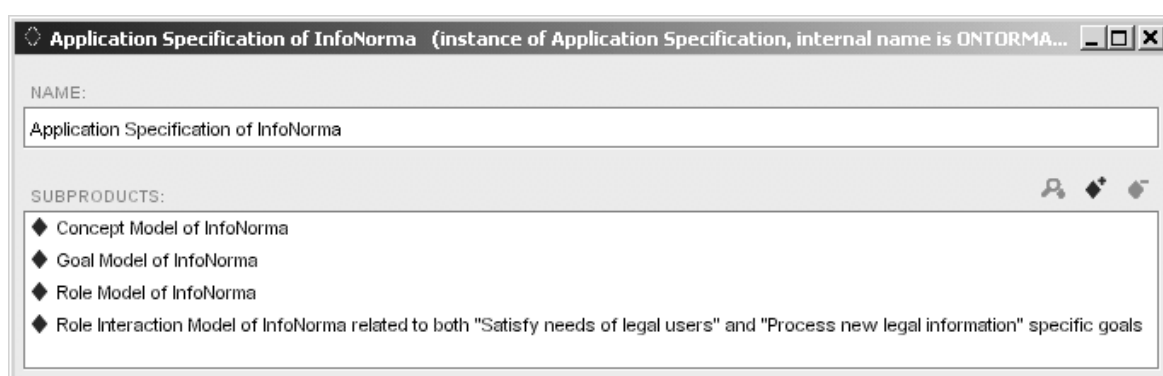 Application Specification of InfoNorma (instance of Application Specification, internal name is ONTORMA...
NAME:
Application Specification of InfoNorma
SUBPRODUCTS:
Concept Model of InfoNorma
Goal Model of InfoNorma
Role Model of InfoNorma
Role Interaction Model of InfoNorma related to both "Satisfy needs of legal users" and "Process new legal information" specific goals